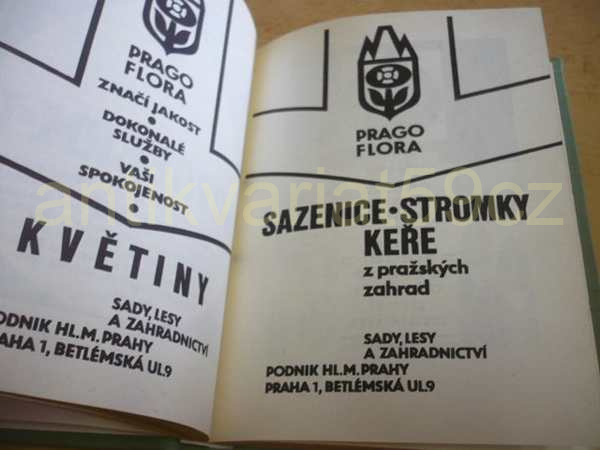 PRAGO
FLORA
ZNAČÍ JAKOST
•
DOKONALÉ
SLUŽBY
•
VAŠI
SPOKOJENOST
!
KVĚTINY
SADY, LESY
A ZAHRADNICTVÍ
PODNIK HL.M. PRAHY
PRAHA 1, BETLÉMSKÁ UL.9
PRAGO
FLORA
SAZENICE•STROMKY
KEŘE
z pražských
zahrad
SADY, LESY
A ZAHRADNICTVÍ
PODNIK HL.M. PRAHY
PRAHA 1, BETLÉMSKÁ UL.9
antikvariat59.cz